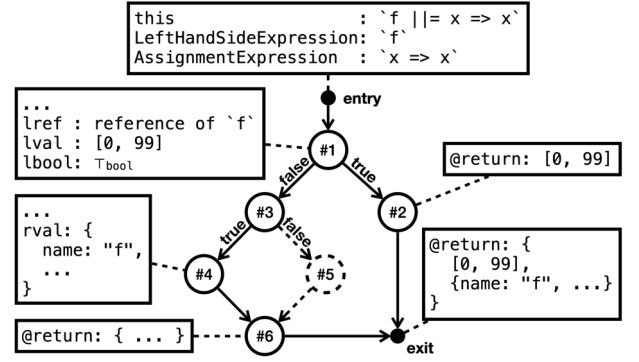 this                  : `f ||= x => x`
LeftHandSideExpression: `f`
AssignmentExpression  : `x => x`
entry
...
lref : reference of `f`
lval : [0, 99]
lbool: ⊤bool
#1
false
true
@return: [0, 99]
#3
#2
...
rval: {
name: "f",
...
}
true
false
#4
#5
@return: {
[0, 99],
{name: "f", ...}
}
@return: { ... }
#6
exit